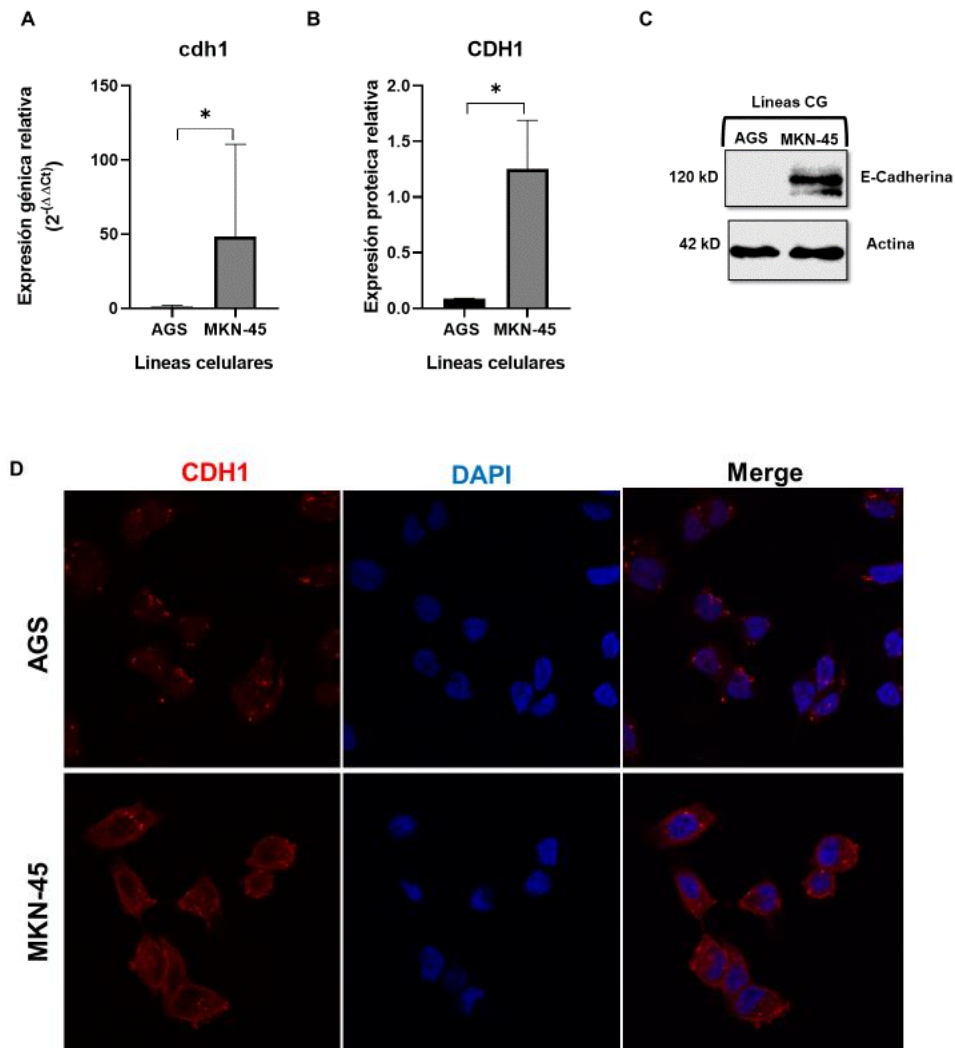 A
cdh1
Expresión génica relativa
(2-(ΔΔCt))
150
100
50
0
*
AGS MKN-45
Lineas celulares
B
CDH1
Expresión proteica relativa
2.0
1.5
1.0
0.5
0.0
*
AGS MKN-45
Lineas celulares
C
Lineas CG
AGS MKN-45
120 kD
E-Cadherina
42 kD
Actina
D
CDH1 DAPI Merge
AGS
MKN-45